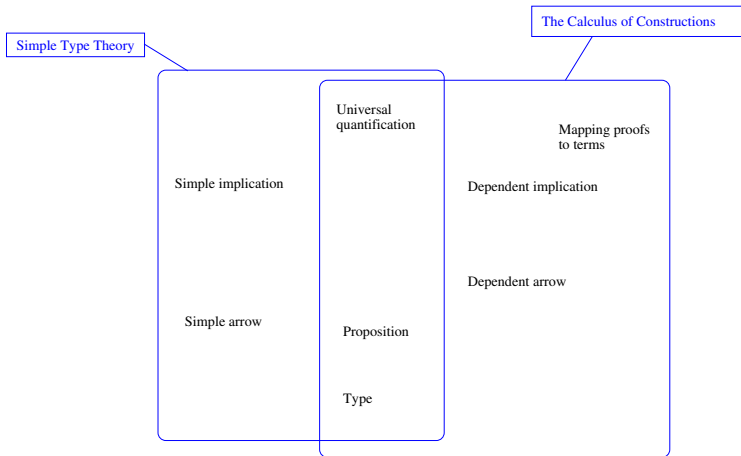 The Calculus of Constructions
Simple Type Theory
Universal
quantification
Mapping proofs
to terms
Simple implication
Dependent implication
Dependent arrow
Simple arrow
Proposition
Type